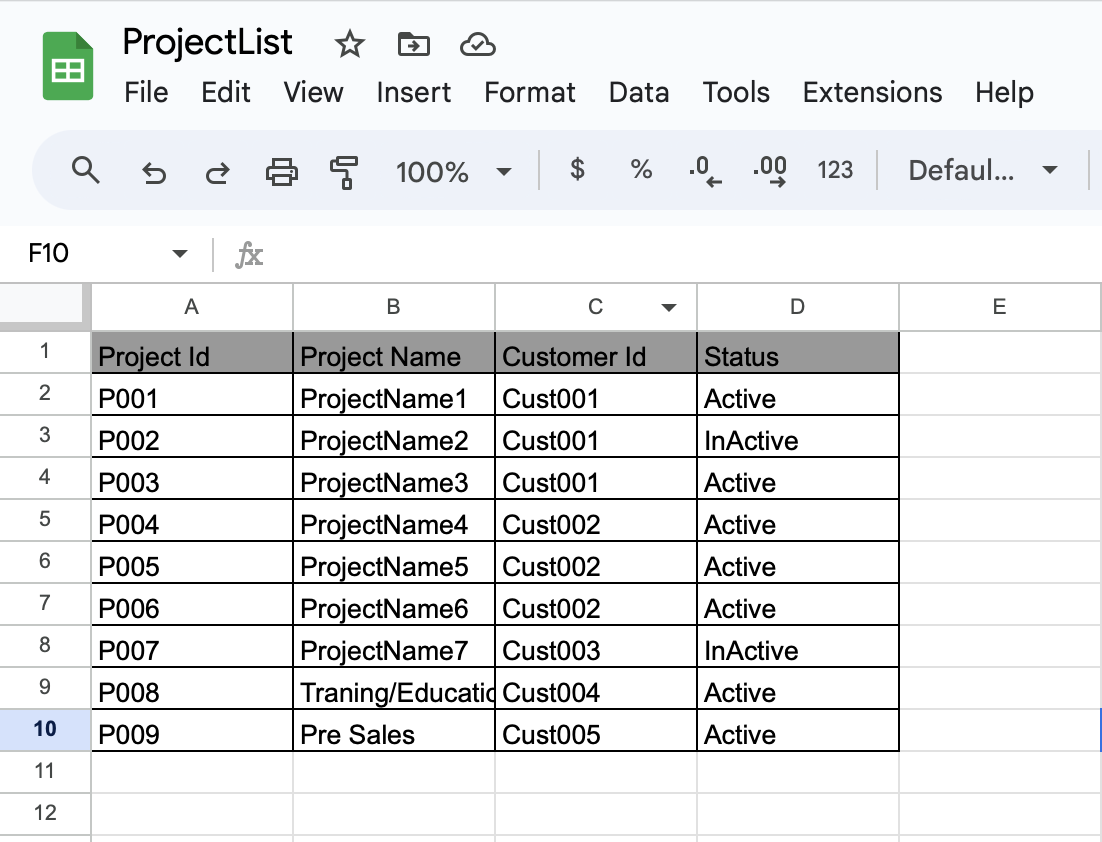 ProjectList
File Edit View Insert Format Data Tools Extensions Help
100% $ % .0 .00 123 Defaul...
F10 fx
A B C D E
1 Project Id Project Name Customer Id Status
2 P001 ProjectName1 Cust001 Active
3 P002 ProjectName2 Cust001 InActive
4 P003 ProjectName3 Cust001 Active
5 P004 ProjectName4 Cust002 Active
6 P005 ProjectName5 Cust002 Active
7 P006 ProjectName6 Cust002 Active
8 P007 ProjectName7 Cust003 InActive
9 P008 Traning/Educatic Cust004 Active
10 P009 Pre Sales Cust005 Active
11
12